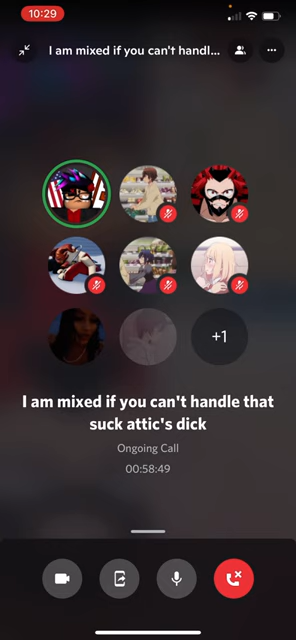 10:29
I am mixed if you can't handl...
+1
I am mixed if you can't handle that
suck attic's dick
Ongoing Call
00:58:49